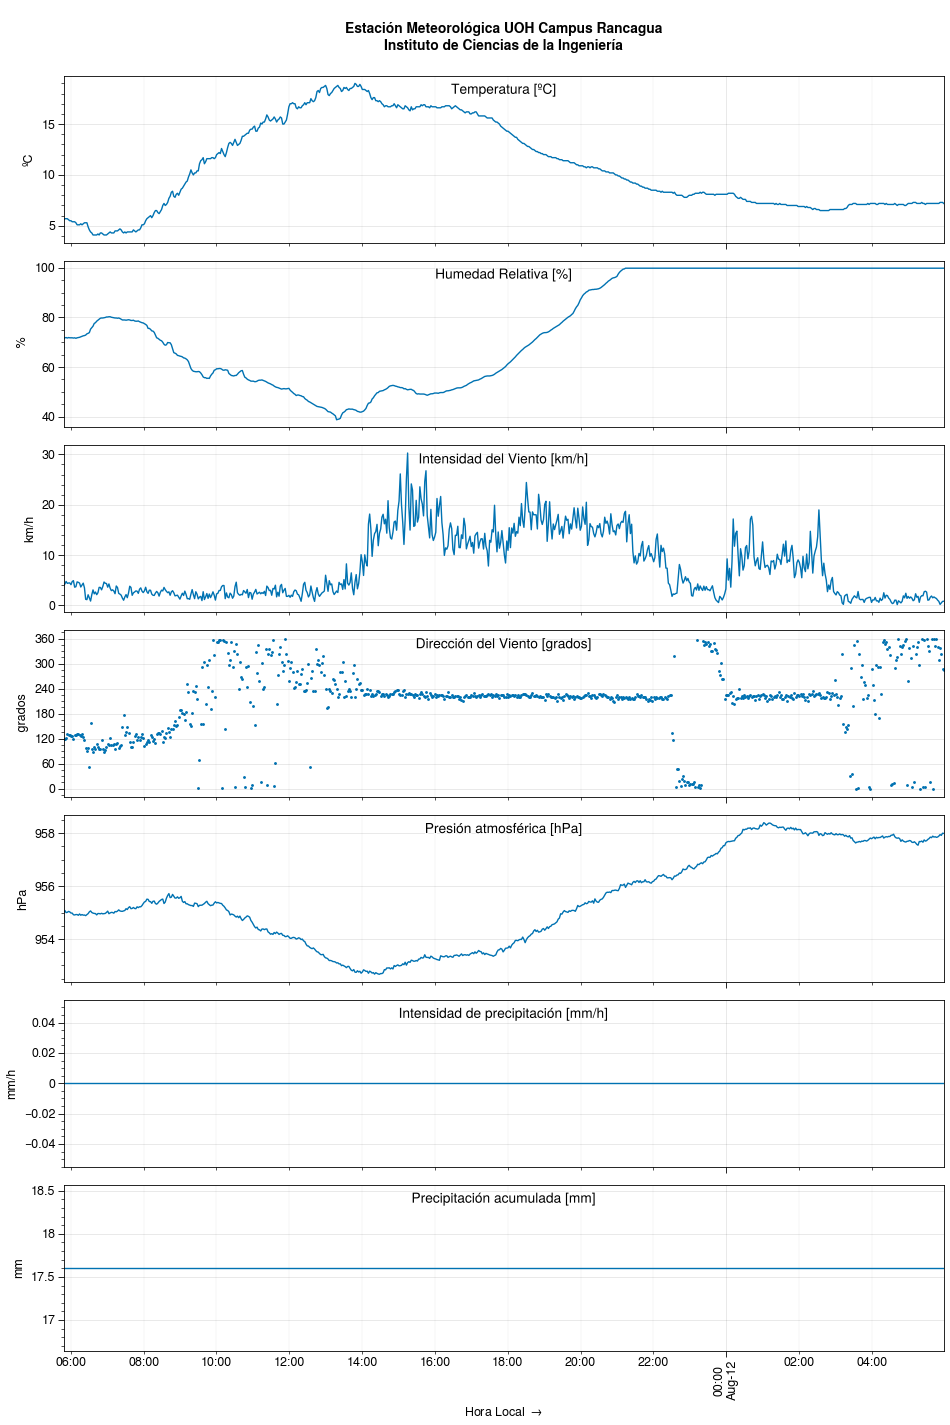 Estación Meteorológica UOH Campus Rancagua
Instituto de Ciencias de la Ingeniería
Temperatura [ºC]
ºC
15
10
5
Humedad Relativa [%]
%
100
80
60
40
Intensidad del Viento [km/h]
km/h
30
20
10
0
Dirección del Viento [grados]
grados
360
300
240
180
120
60
0
Presión atmosférica [hPa]
hPa
958
956
954
Intensidad de precipitación [mm/h]
mm/h
0.04
0.02
0
−0.02
−0.04
Precipitación acumulada [mm]
mm
18.5
18
17.5
17
06:00 08:00 10:00 12:00 14:00 16:00 18:00 20:00 22:00 00:00 02:00 04:00
Aug-12
Hora Local →